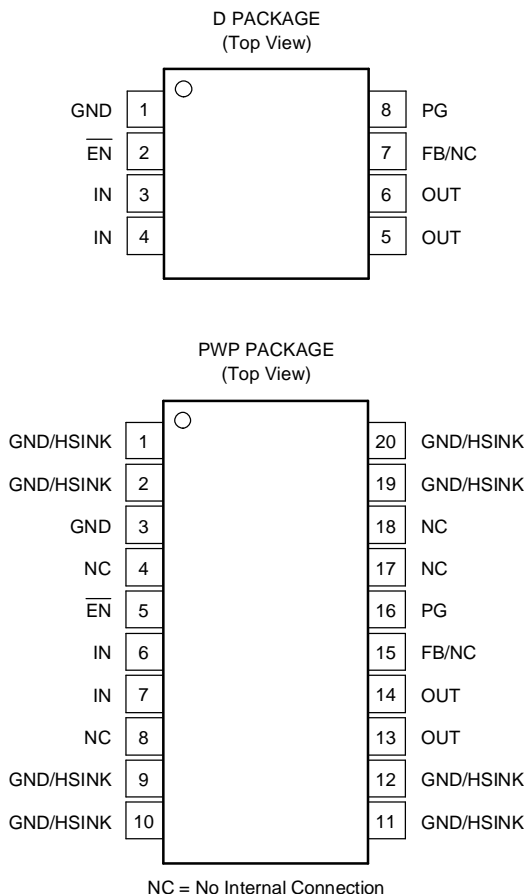 D PACKAGE
(Top View)
GND 1 8 PG
EN 2 7 FB/NC
IN 3 6 OUT
IN 4 5 OUT
PWP PACKAGE
(Top View)
GND/HSINK 1 20 GND/HSINK
GND/HSINK 2 19 GND/HSINK
GND 3 18 NC
NC 4 17 NC
EN 5 16 PG
IN 6 15 FB/NC
IN 7 14 OUT
NC 8 13 OUT
GND/HSINK 9 12 GND/HSINK
GND/HSINK 10 11 GND/HSINK
NC = No Internal Connection